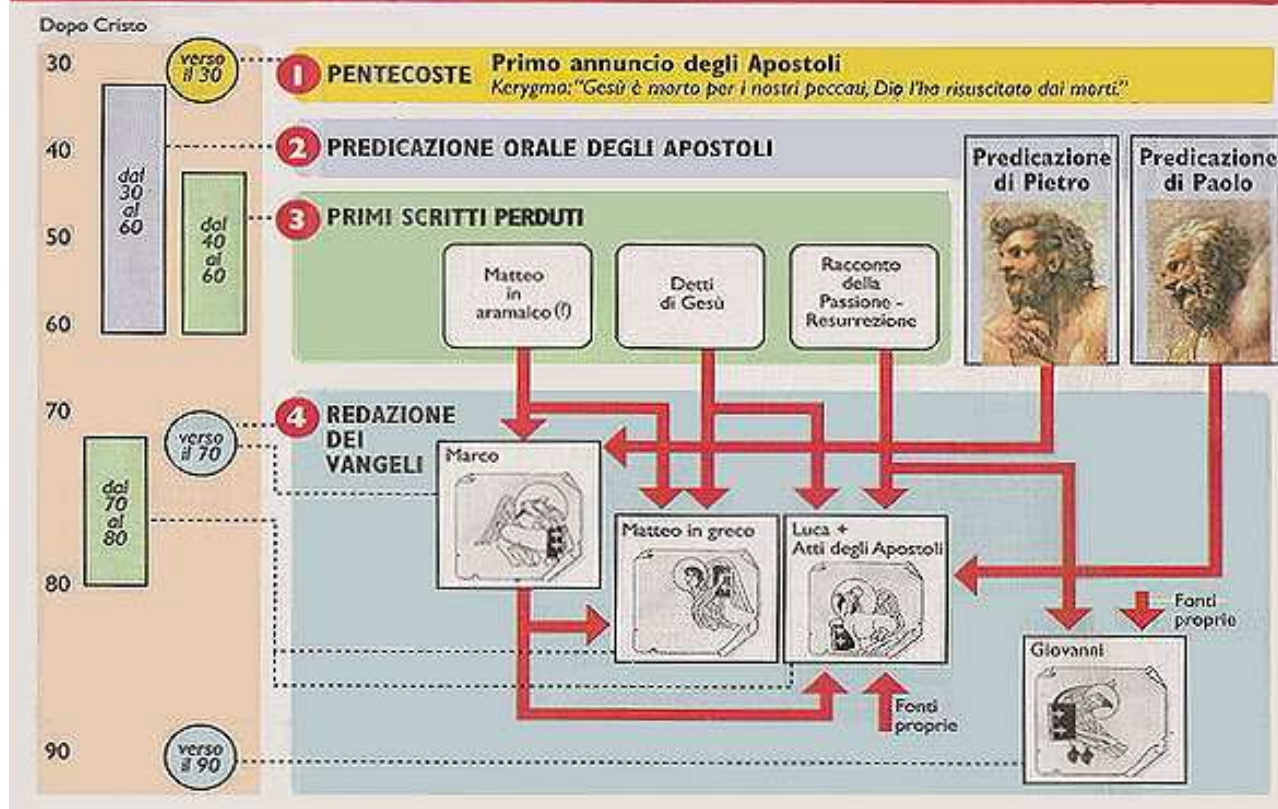 Dopo Cristo
30
40
50
60
70
80
90
verso
il 30
dal
30
al
60
dal
40
al
60
verso
il 70
dal
70
al
80
verso
il 90
1 PENTECOSTE
Primo annuncio degli Apostoli
Kerygma: "Gesù è morto per i nostri peccati, Dio l'ha risuscitato dai morti."
2 PREDICAZIONE ORALE DEGLI APOSTOLI
Predicazione
di Pietro
Predicazione
di Paolo
3 PRIMI SCRITTI PERDUTI
Matteo
in
aramaico (?)
Detti
di Gesù
Racconto
della
Passione -
Resurrezione
4 REDAZIONE
DEI
VANGELI
Marco
Matteo in greco
Luca +
Atti degli Apostoli
Fonti
proprie
Giovanni
Fonti
proprie